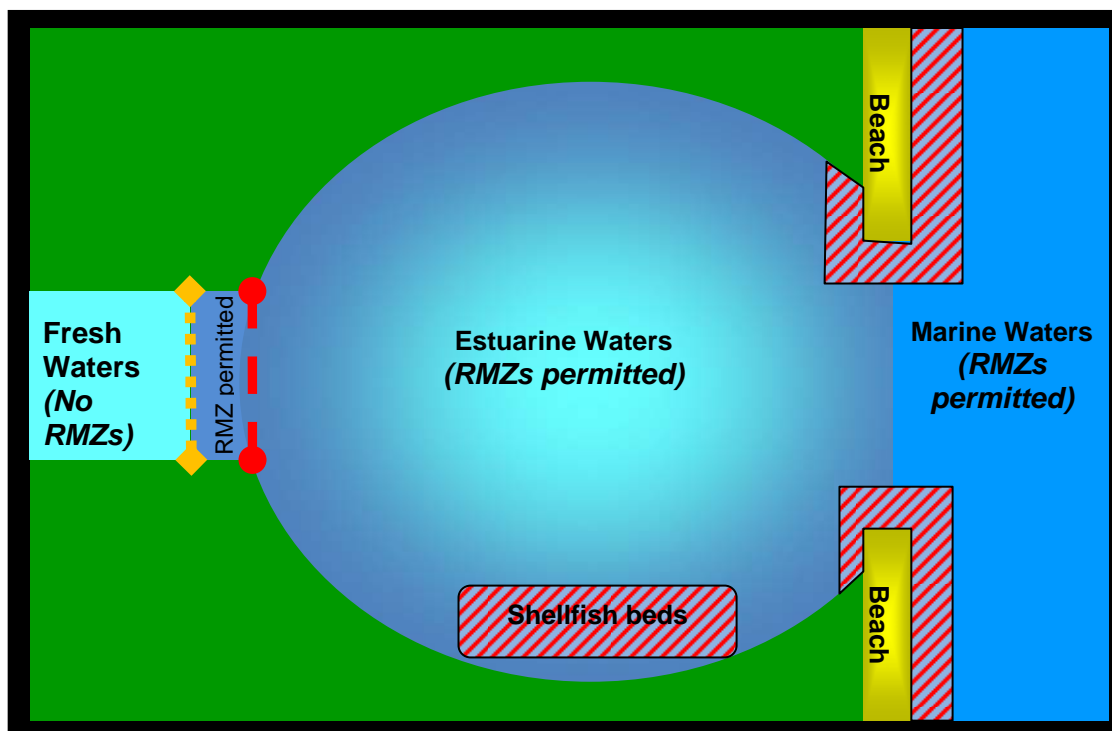 Beach
Fresh
Waters
(No
RMZs)
RMZ permitted
Estuarine Waters
(RMZs permitted)
Marine Waters
(RMZs
permitted)
Shellfish beds
Beach